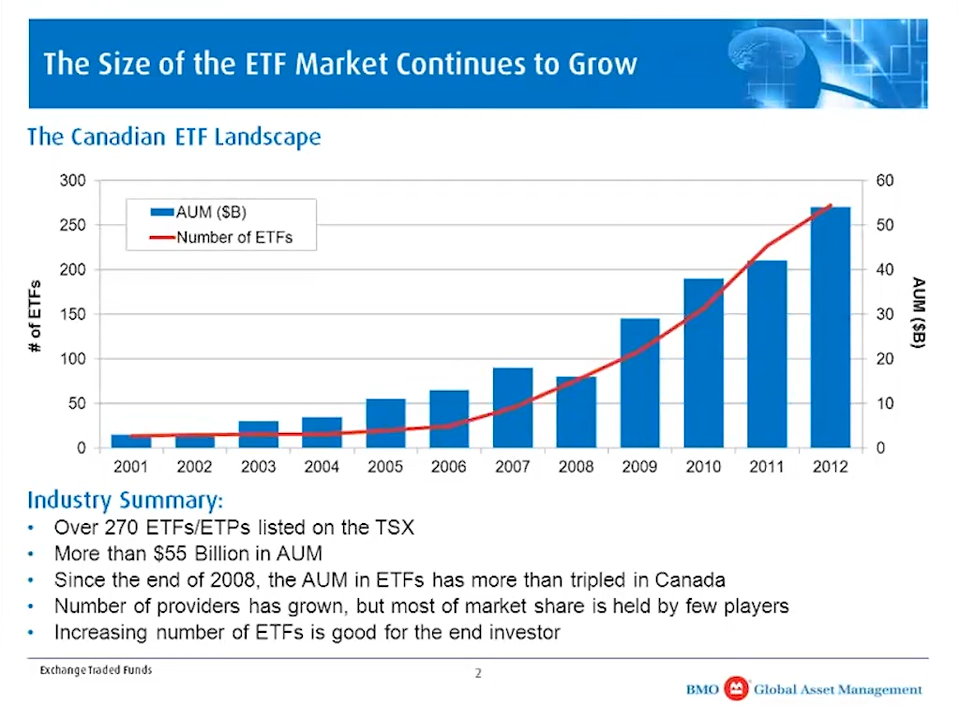 The Size of the ETF Market Continues to Grow
The Canadian ETF Landscape
300
250
200
150
100
50
0
# of ETFs
AUM ($B)
Number of ETFs
60
50
40
30
20
10
0
AUM ($B)
2001 2002 2003 2004 2005 2006 2007 2008 2009 2010 2011 2012
Industry Summary:
• Over 270 ETFs/ETPs listed on the TSX
• More than $55 Billion in AUM
• Since the end of 2008, the AUM in ETFs has more than tripled in Canada
• Number of providers has grown, but most of market share is held by few players
• Increasing number of ETFs is good for the end investor
Exchange Traded Funds
2
BMO Global Asset Management